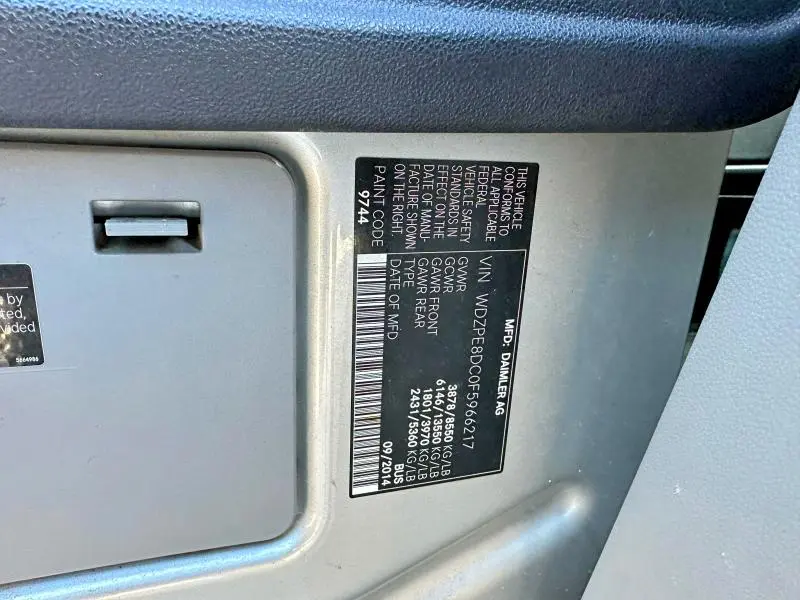 THIS VEHICLE
CONFORMS TO
ALL APPLICABLE
FEDERAL
VEHICLE SAFETY
STANDARDS IN
EFFECT ON THE
DATE OF MANU-
FACTURE SHOWN
ON THE RIGHT.
PAINT CODE
9744
MFD: DAIMLER AG
VIN WDZPE8DC0F5966217
GVWR 3878/8550 KG/LB
GCWR 6146/13550 KG/LB
GAWR FRONT 1801/3970 KG/LB
GAWR REAR 2431/5360 KG/LB
TYPE BUS
DATE OF MFD 09/2014
by
ted,
vided
5664986